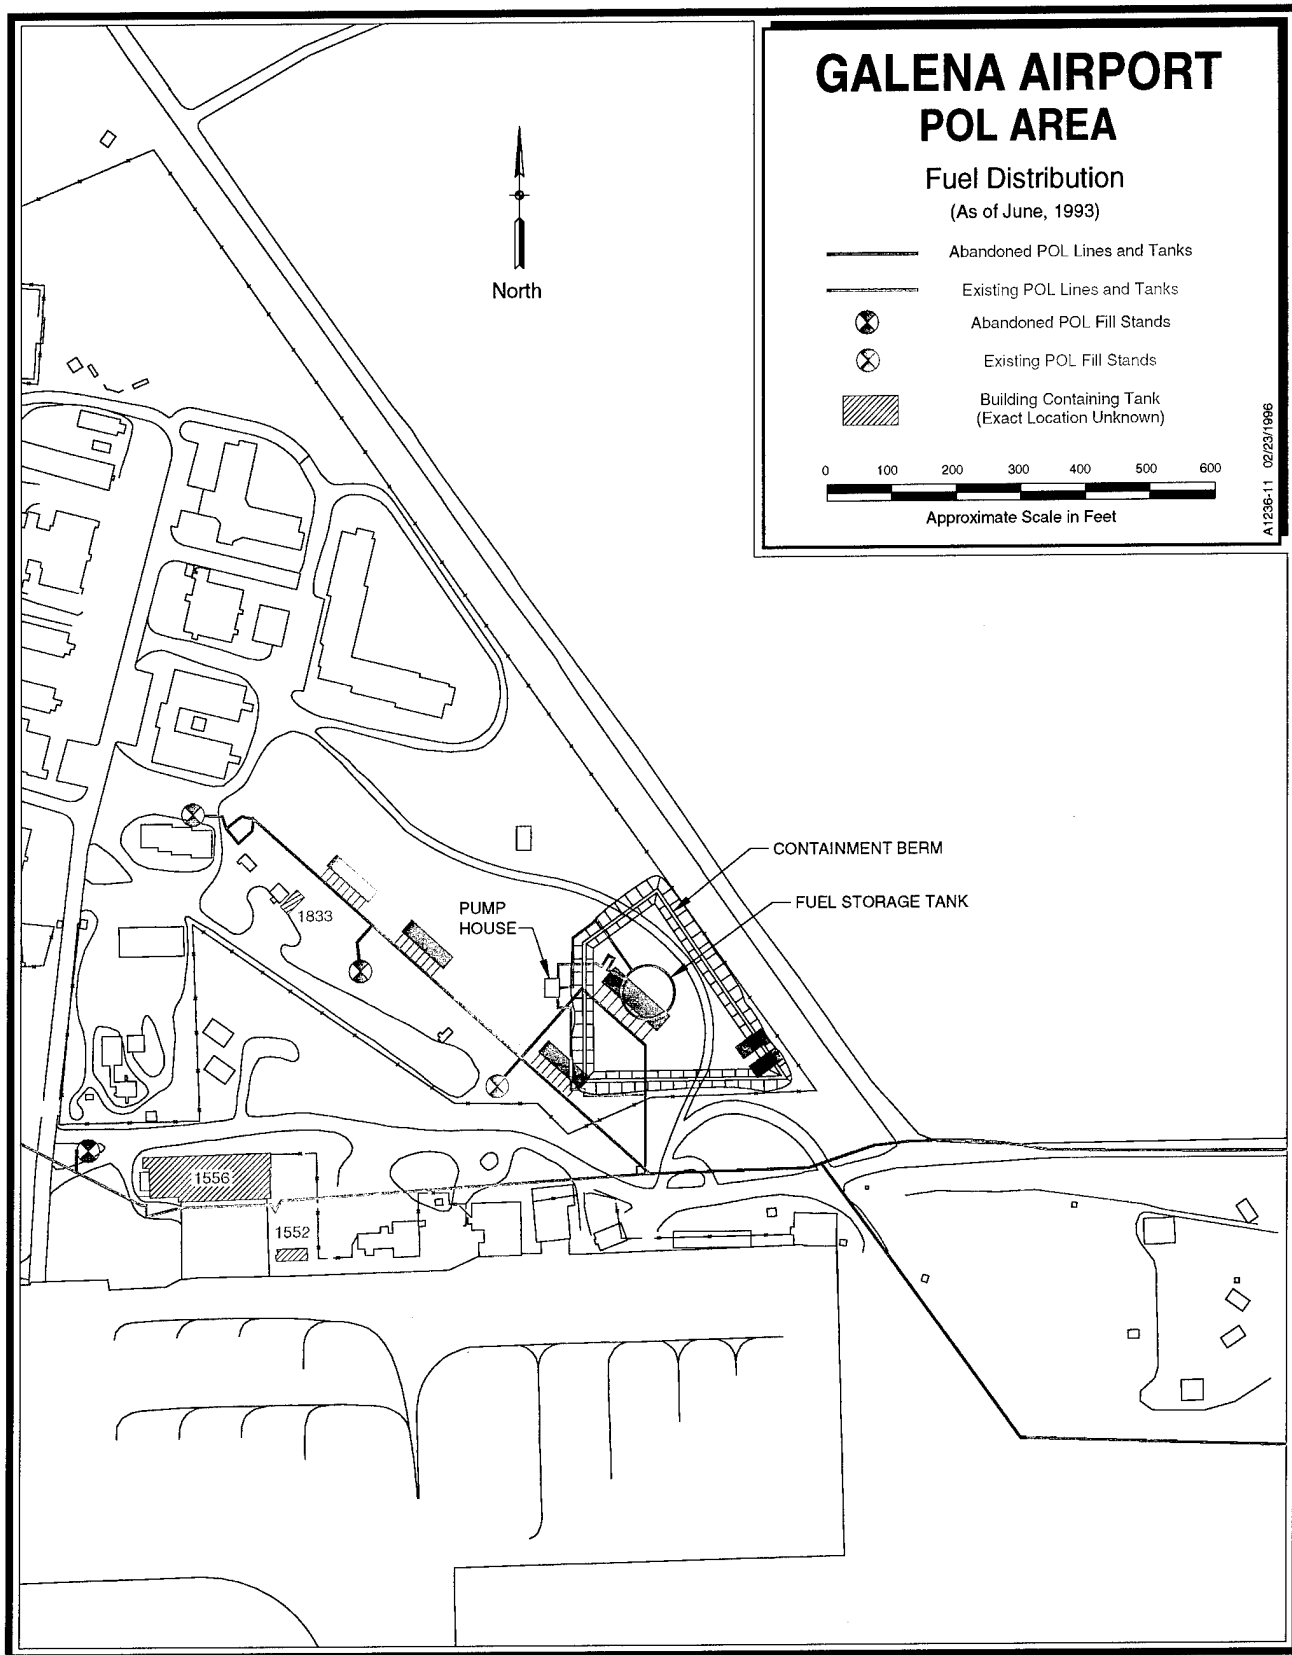 GALENA AIRPORT
POL AREA
Fuel Distribution
(As of June, 1993)
Abandoned POL Lines and Tanks
Existing POL Lines and Tanks
Abandoned POL Fill Stands
Existing POL Fill Stands
Building Containing Tank
(Exact Location Unknown)
0 100 200 300 400 500 600
Approximate Scale in Feet
A1236-11 02/23/1996
North
CONTAINMENT BERM
FUEL STORAGE TANK
PUMP
HOUSE
1833
1556
1552